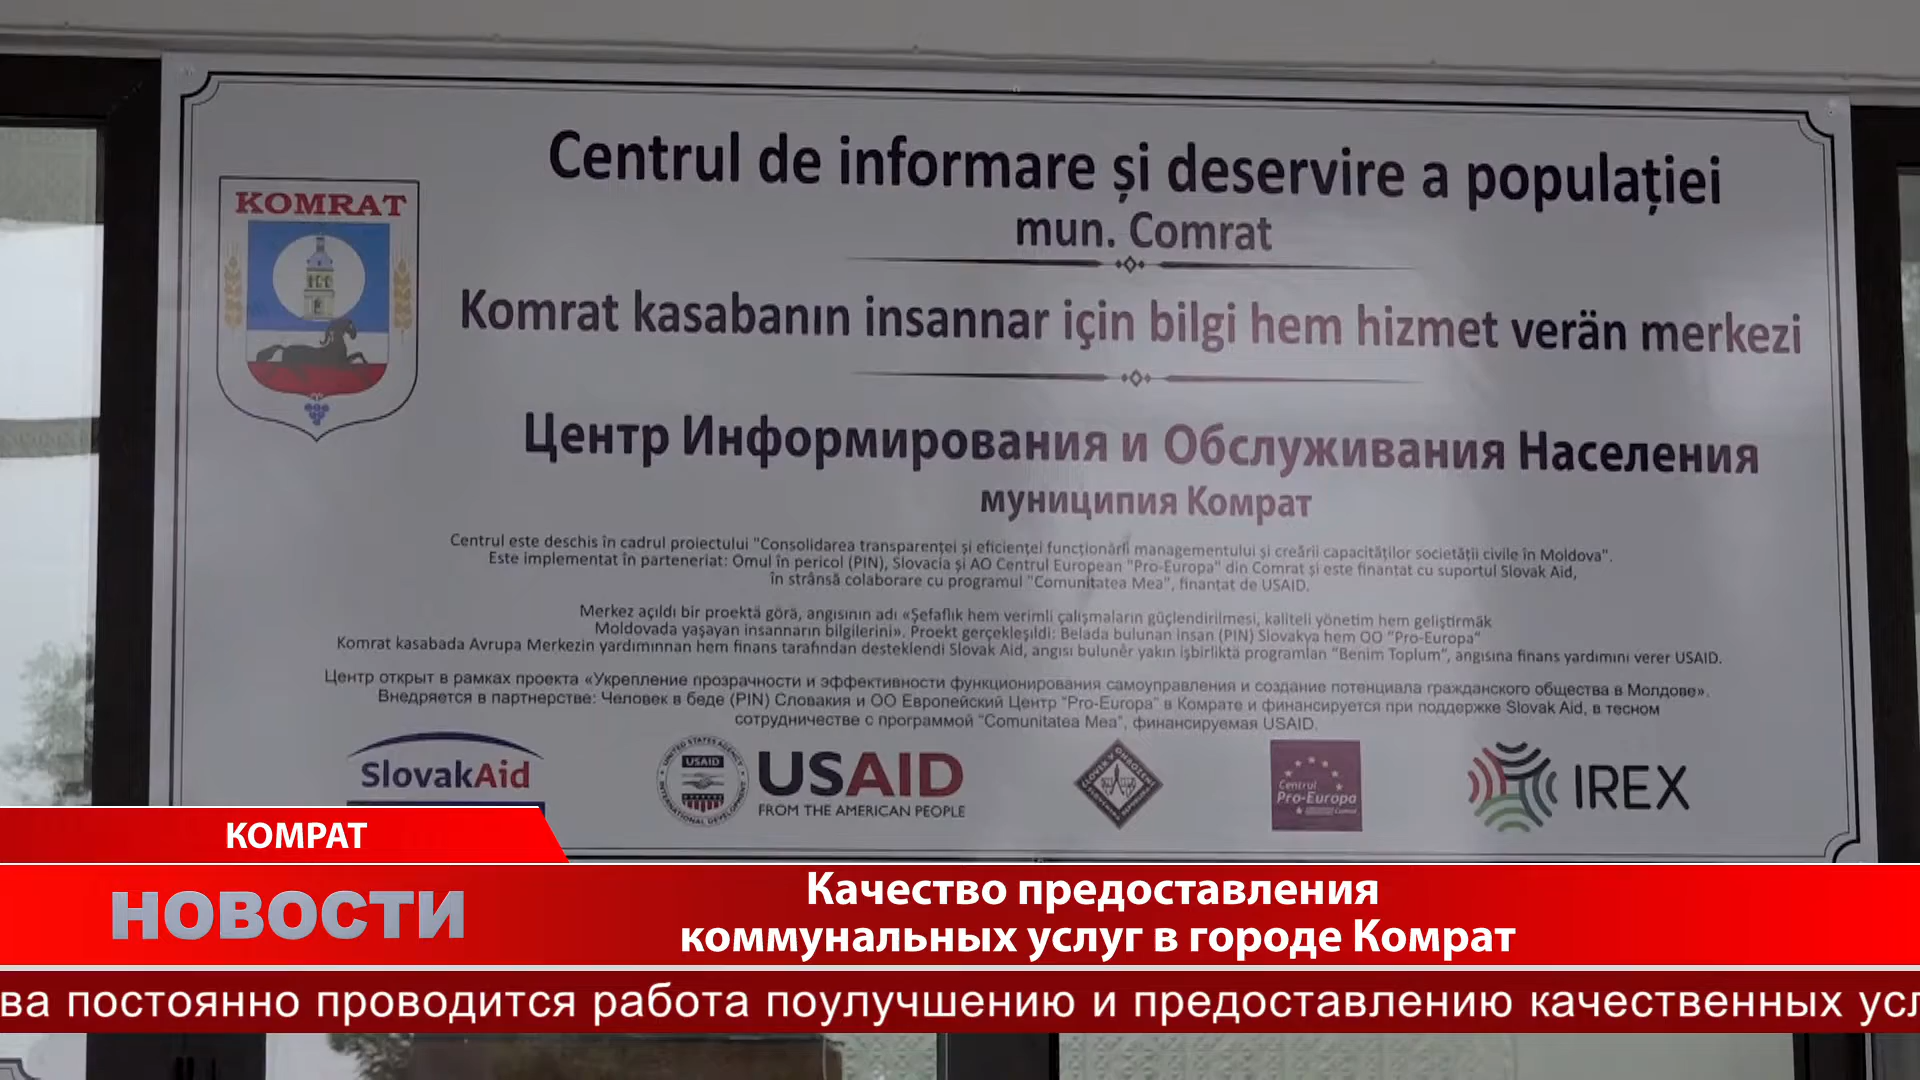 Centrul de informare și deservire a populației
mun. Comrat
KOMRAT
Komrat kasabanın insannar için bilgi hem hizmet verän merkezi
Центр Информирования и Обслуживания Населения
муниципия Комрат
Centrul este deschis în cadrul proiectului "Consolidarea transparenței și eficienței funcționării managementului și creării capacităților societății civile în Moldova".
Este implementat în parteneriat: Omul în pericol (PIN), Slovacia și AO Centrul European "Pro-Europa" din Comrat și este finanțat cu suportul Slovak Aid,
în strânsă colaborare cu programul "Comunitatea Mea", finanțat de USAID.
Merkez açıldı bir proektä görä, angısının adı «Şefaflık hem verimli çalışmaların güçlendirilmesi, kaliteli yönetim hem geliştirmäk
Moldovada yaşayan insannarın bilgilerini». Proekt gerçekleşildi: Belada bulunan İnsan (PIN) Slovakya hem OO "Pro-Europa"
Komrat kasabada Avrupa Merkezin yardımınnan hem finans tarafından desteklendi Slovak Aid, angısı bulunêr yakın işbirliktä programlan "Benim Toplum", angısına finans yardımını verer USAID.
Центр открыт в рамках проекта «Укрепление прозрачности и эффективности функционирования самоуправления и создание потенциала гражданского общества в Молдове».
Внедряется в партнерстве: Человек в беде (PIN) Словакия и ОО Европейский Центр "Pro-Europa" в Комрате и финансируется при поддержке Slovak Aid, в тесном
сотрудничестве с программой "Comunitatea Mea", финансируемая USAID.
SlovakAid
UNITED STATES AGENCY
USAID
INTERNATIONAL DEVELOPMENT
USAID
FROM THE AMERICAN PEOPLE
Centrul
Pro-Europa
IREX
КОМРАТ
НОВОСТИ
Качество предоставления
коммунальных услуг в городе Комрат
ва постоянно проводится работа поулучшению и предоставлению качественных усл